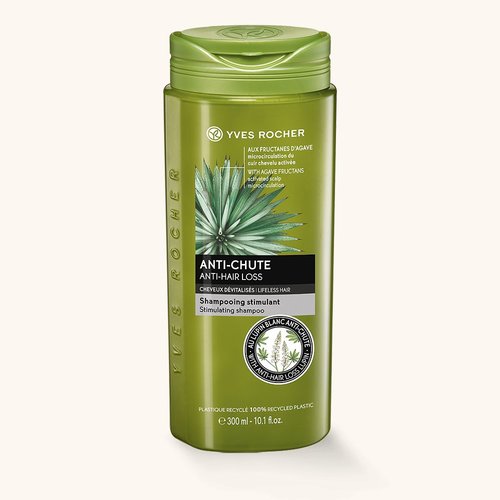 YVES ROCHER
AUX FRUCTANES D'AGAVE
microcirculation du
cuir chevelu activée
WITH AGAVE FRUCTANS
activated scalp
microcirculation
YVES ROCHER
ANTI-CHUTE
ANTI-HAIR LOSS
CHEVEUX DÉVITALISÉS | LIFELESS HAIR
Shampooing stimulant
Stimulating shampoo
AU LUPIN BLANC ANTI-CHUTE
WITH ANTI-HAIR LOSS LUPIN
PLASTIQUE RECYCLÉ 100% RECYCLED PLASTIC
℮ 300 ml - 10.1 fl.oz.